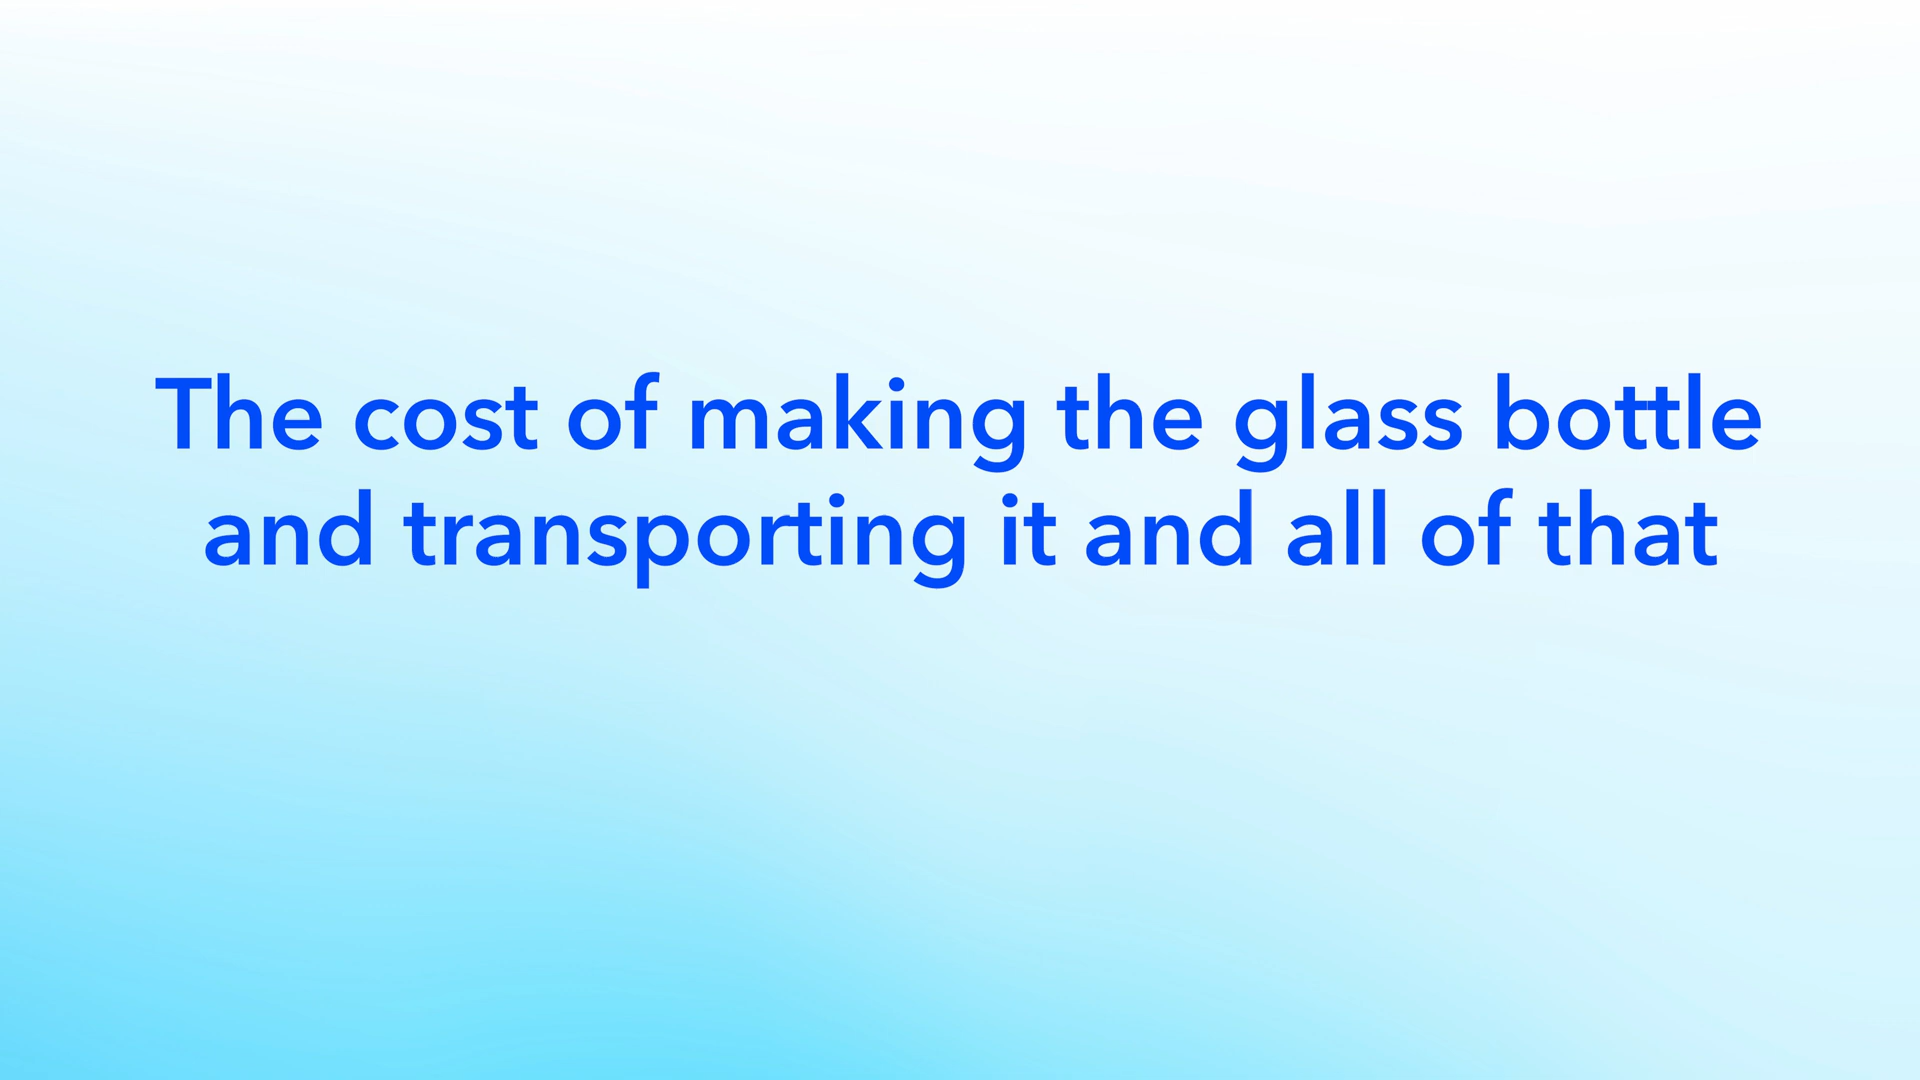 The cost of making the glass bottle
and transporting it and all of that